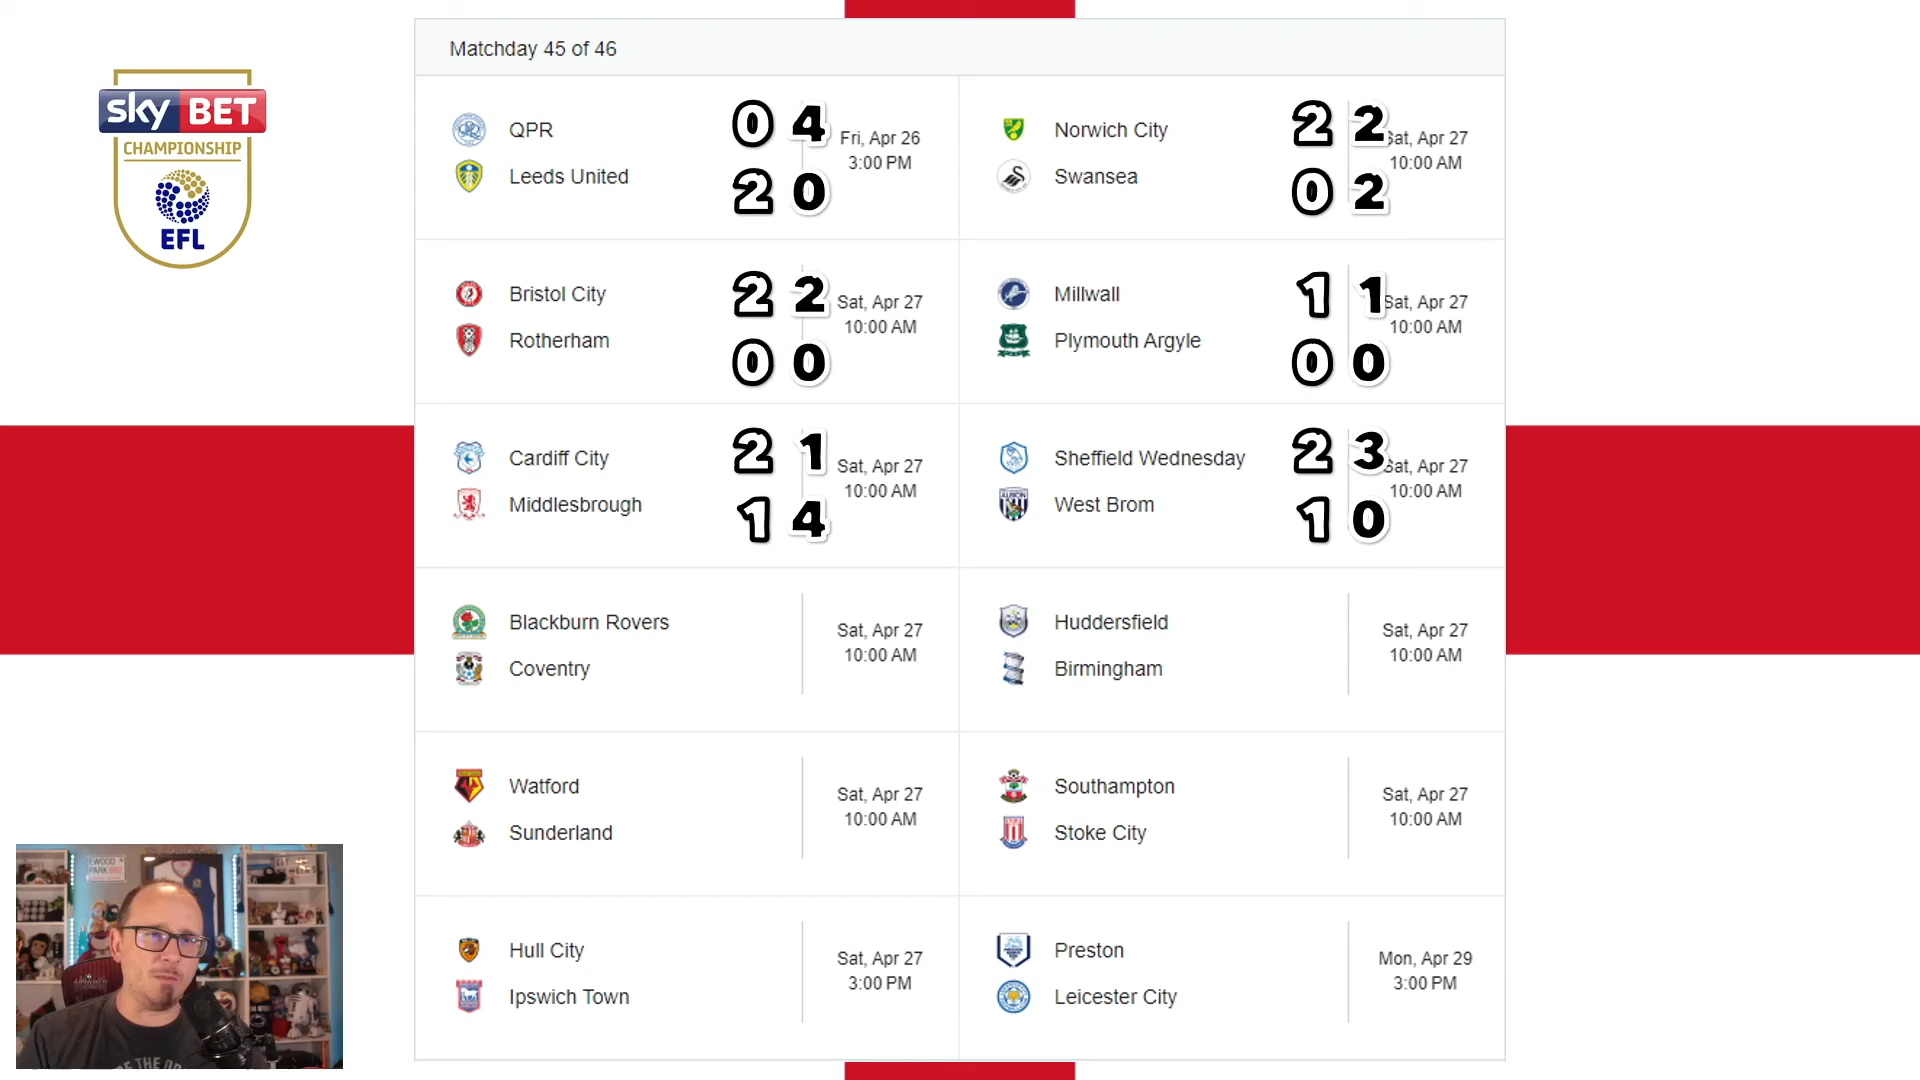 Matchday 45 of 46
sky BET
CHAMPIONSHIP
EFL
QPR 0 4
Leeds United 2 0
Fri, Apr 26
3:00 PM
Norwich City 2 2
Swansea 0 2
Sat, Apr 27
10:00 AM
Bristol City 2 2
Rotherham 0 0
Sat, Apr 27
10:00 AM
Millwall 1 1
Plymouth Argyle 0 0
Sat, Apr 27
10:00 AM
Cardiff City 2 1
Middlesbrough 1 4
Sat, Apr 27
10:00 AM
Sheffield Wednesday 2 3
West Brom 1 0
Sat, Apr 27
10:00 AM
Blackburn Rovers
Coventry
Sat, Apr 27
10:00 AM
Huddersfield
Birmingham
Sat, Apr 27
10:00 AM
Watford
Sunderland
Sat, Apr 27
10:00 AM
Southampton
Stoke City
Sat, Apr 27
10:00 AM
Hull City
Ipswich Town
Sat, Apr 27
3:00 PM
Preston
Leicester City
Mon, Apr 29
3:00 PM
EWOOD
PARK BB2